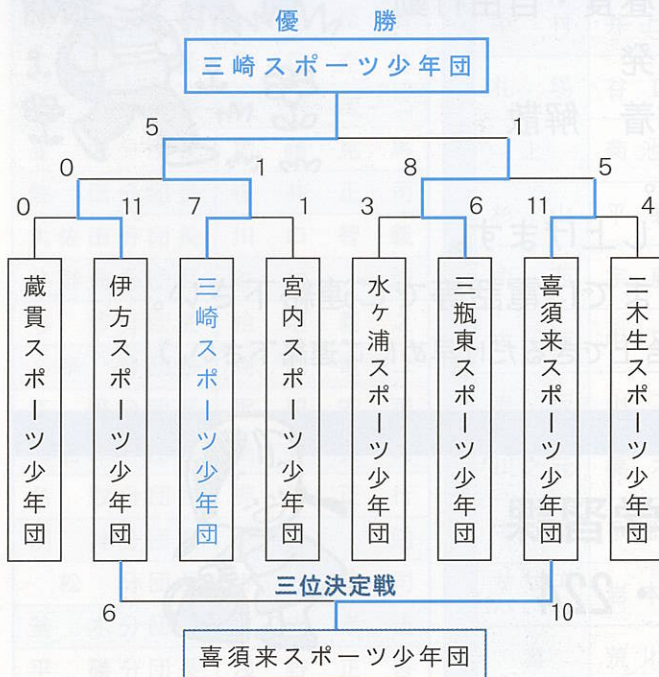 優　勝
三崎スポーツ少年団
5 1
0 1 8 5
0 11 7 1 3 6 11 4
蔵貫スポーツ少年団
伊方スポーツ少年団
三崎スポーツ少年団
宮内スポーツ少年団
水ヶ浦スポーツ少年団
三瓶東スポーツ少年団
喜須来スポーツ少年団
二木生スポーツ少年団
三位決定戦
6 10
喜須来スポーツ少年団